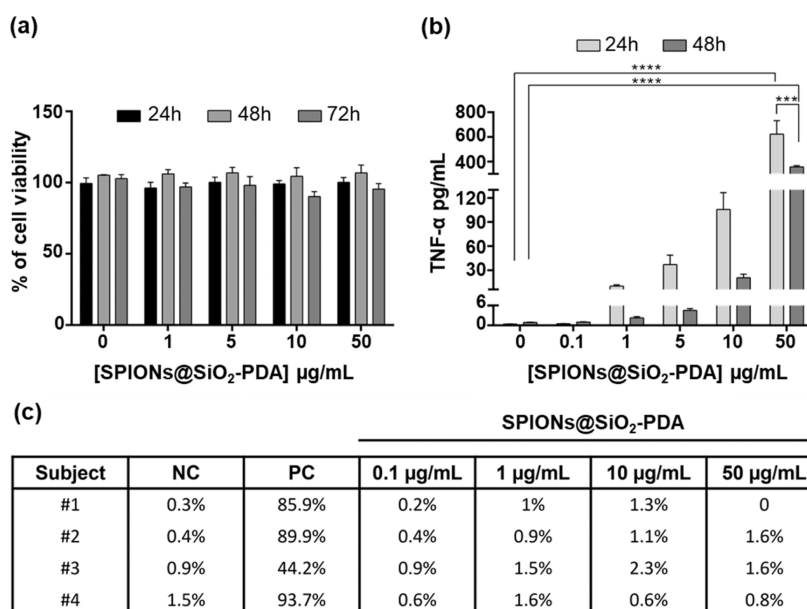 (a)
150
100
50
0
% of cell viability
24h 48h 72h
0 1 5 10 50
[SPIONs@SiO₂-PDA] µg/mL
(b)
24h 48h
****
****
***
800
600
400
120
90
60
30
6
0
TNF-α pg/mL
0 0.1 1 5 10 50
[SPIONs@SiO₂-PDA] µg/mL
(c)
SPIONs@SiO₂-PDA
Subject NC PC 0.1 µg/mL 1 µg/mL 10 µg/mL 50 µg/mL
#1 0.3% 85.9% 0.2% 1% 1.3% 0
#2 0.4% 89.9% 0.4% 0.9% 1.1% 1.6%
#3 0.9% 44.2% 0.9% 1.5% 2.3% 1.6%
#4 1.5% 93.7% 0.6% 1.6% 0.6% 0.8%